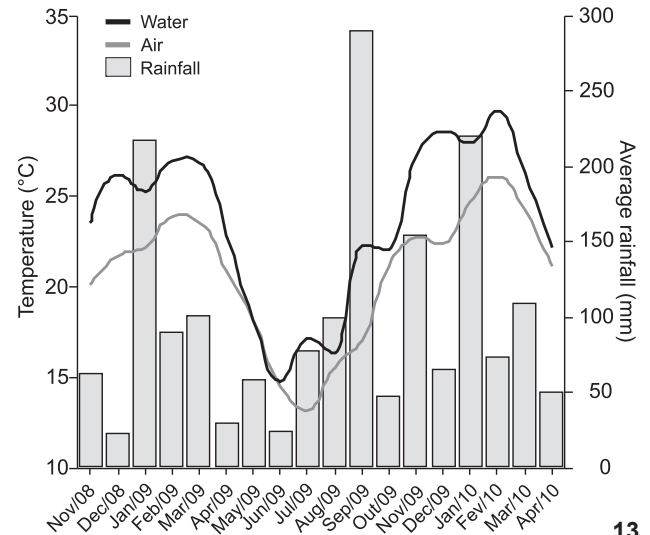 Water
Air
Rainfall
Temperature (°C)
35
30
25
20
15
10
Average rainfall (mm)
300
250
200
150
100
50
0
Nov/08
Dec/08
Jan/09
Feb/09
Mar/09
Apr/09
May/09
Jun/09
Jul/09
Aug/09
Sep/09
Out/09
Nov/09
Dec/09
Jan/10
Fev/10
Mar/10
Apr/10
13